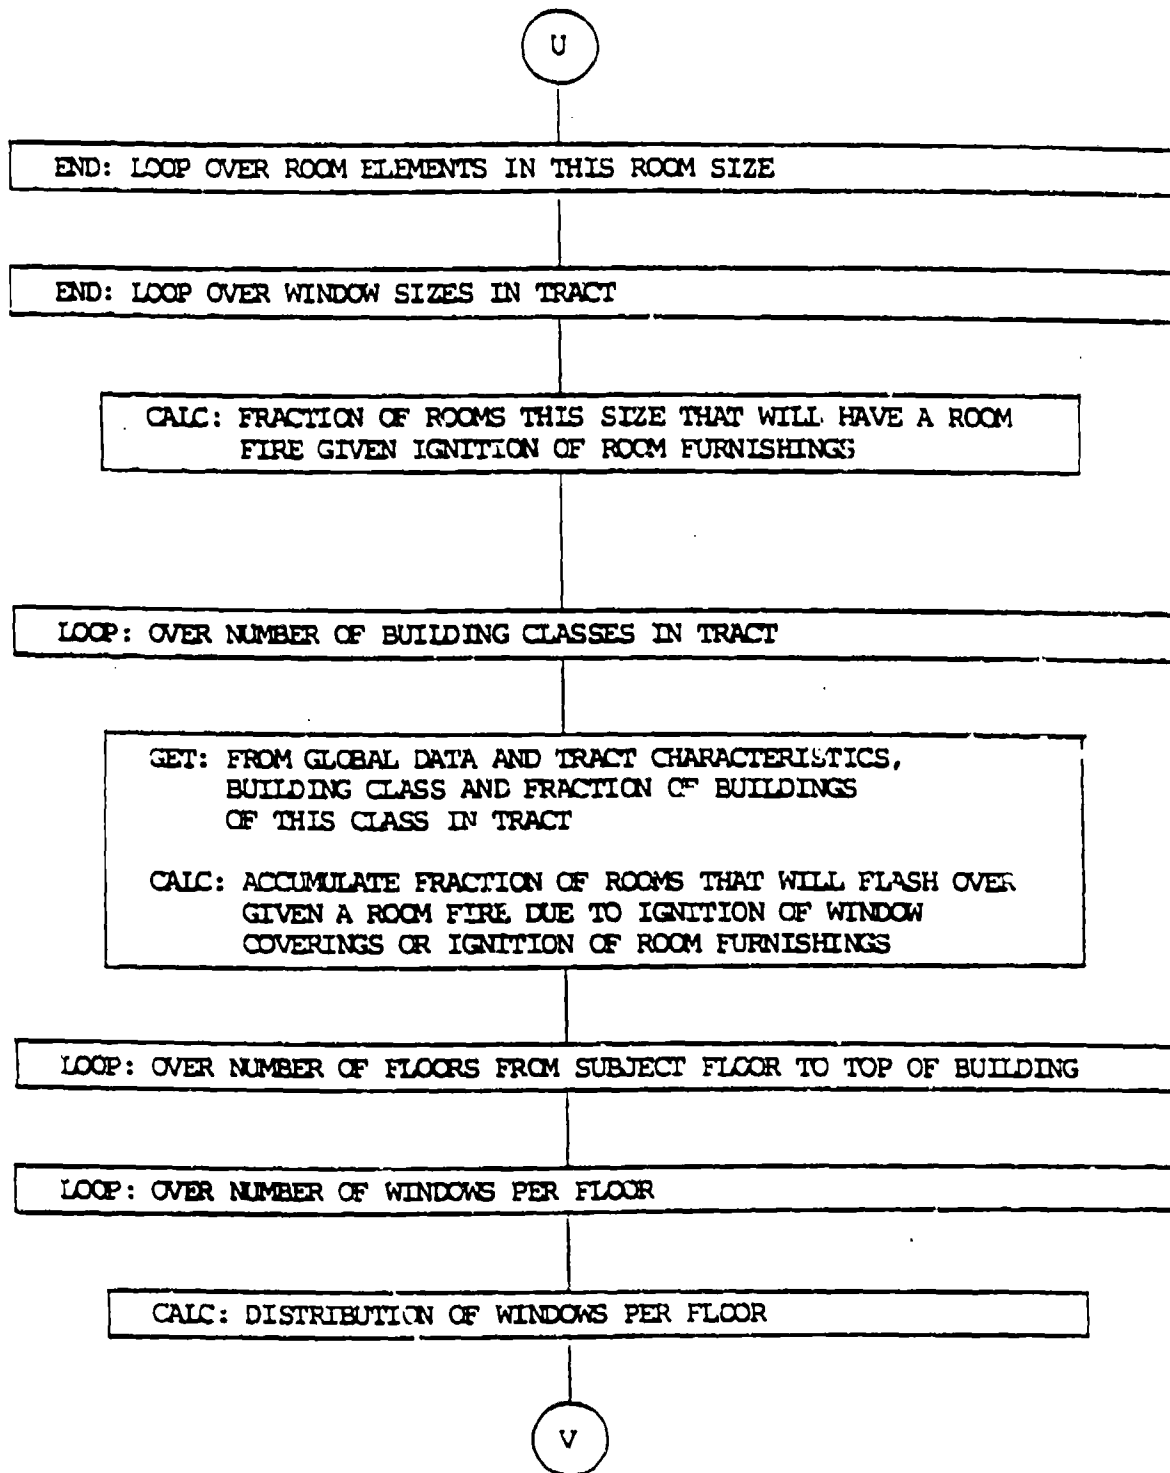 U
END: LOOP OVER ROOM ELEMENTS IN THIS ROOM SIZE
END: LOOP OVER WINDOW SIZES IN TRACT
CALC: FRACTION OF ROOMS THIS SIZE THAT WILL HAVE A ROOM
FIRE GIVEN IGNITION OF ROOM FURNISHINGS
LOOP: OVER NUMBER OF BUILDING CLASSES IN TRACT
GET: FROM GLOBAL DATA AND TRACT CHARACTERISTICS,
BUILDING CLASS AND FRACTION OF BUILDINGS
OF THIS CLASS IN TRACT
CALC: ACCUMULATE FRACTION OF ROOMS THAT WILL FLASH OVER
GIVEN A ROOM FIRE DUE TO IGNITION OF WINDOW
COVERINGS OR IGNITION OF ROOM FURNISHINGS
LOOP: OVER NUMBER OF FLOORS FROM SUBJECT FLOOR TO TOP OF BUILDING
LOOP: OVER NUMBER OF WINDOWS PER FLOOR
CALC: DISTRIBUTION OF WINDOWS PER FLOOR
V